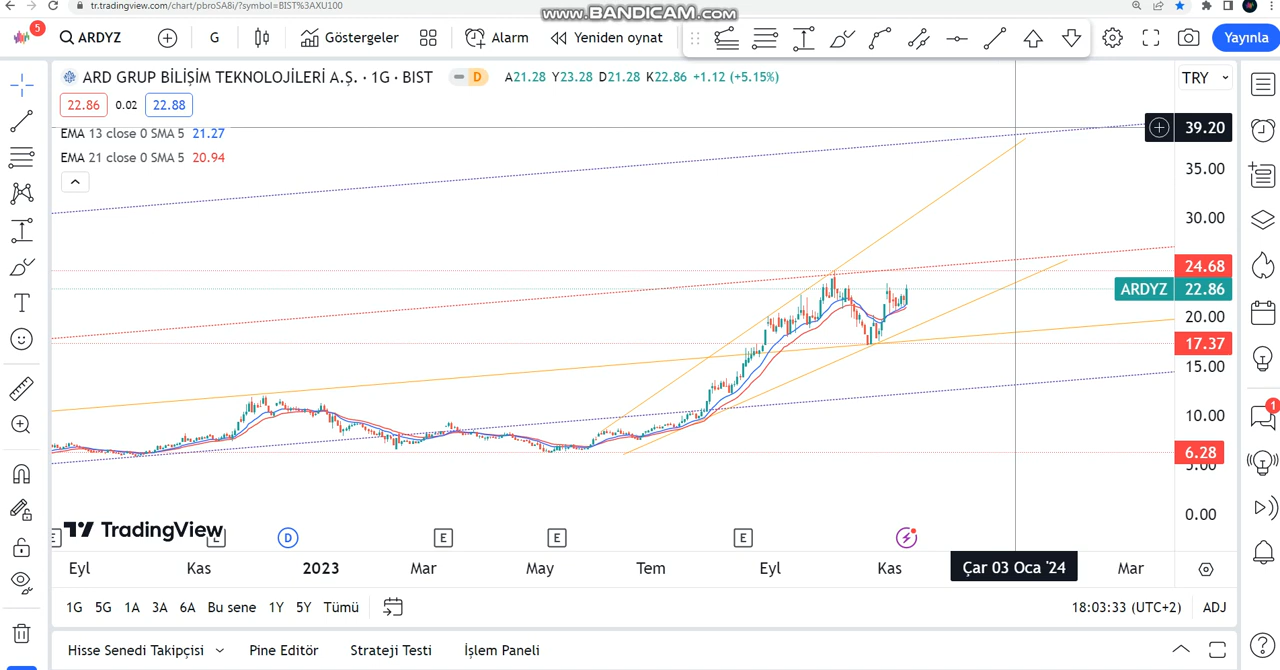 tr.tradingview.com/chart/pbroSA8i/?symbol=BIST%3AXU100
www.BANDICAM.com
5
ARDYZ
G
Göstergeler
Alarm
Yeniden oynat
Yayınla
ARD GRUP BİLİŞİM TEKNOLOJİLERİ A.Ş. · 1G · BIST
D
A21.28 Y23.28 D21.28 K22.86 +1.12 (+5.15%)
TRY
22.86
0.02
22.88
EMA 13 close 0 SMA 5 21.27
EMA 21 close 0 SMA 5 20.94
39.20
35.00
30.00
24.68
ARDYZ 22.86
20.00
17.37
15.00
10.00
6.28
5.00
0.00
1
TradingView
E
E
D
E
E
E
Eyl
Kas
2023
Mar
May
Tem
Eyl
Kas
Çar 03 Oca '24
Mar
1G
5G
1A
3A
6A
Bu sene
1Y
5Y
Tümü
18:03:33 (UTC+2)
ADJ
Hisse Senedi Takipçisi
Pine Editör
Strateji Testi
İşlem Paneli